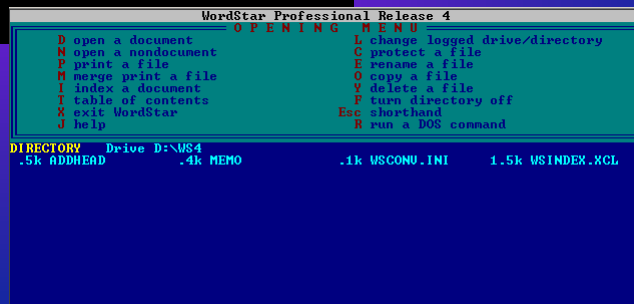 WordStar Professional Release 4
OPENING MENU
D open a document L change logged drive/directory
N open a nondocument C protect a file
P print a file E rename a file
M merge print a file O copy a file
I index a document Y delete a file
T table of contents F turn directory off
X exit WordStar Esc shorthand
J help R run a DOS command
DIRECTORY Drive D:\WS4
.5k ADDHEAD .4k MEMO .1k WSCONV.INI 1.5k WSINDEX.XCL